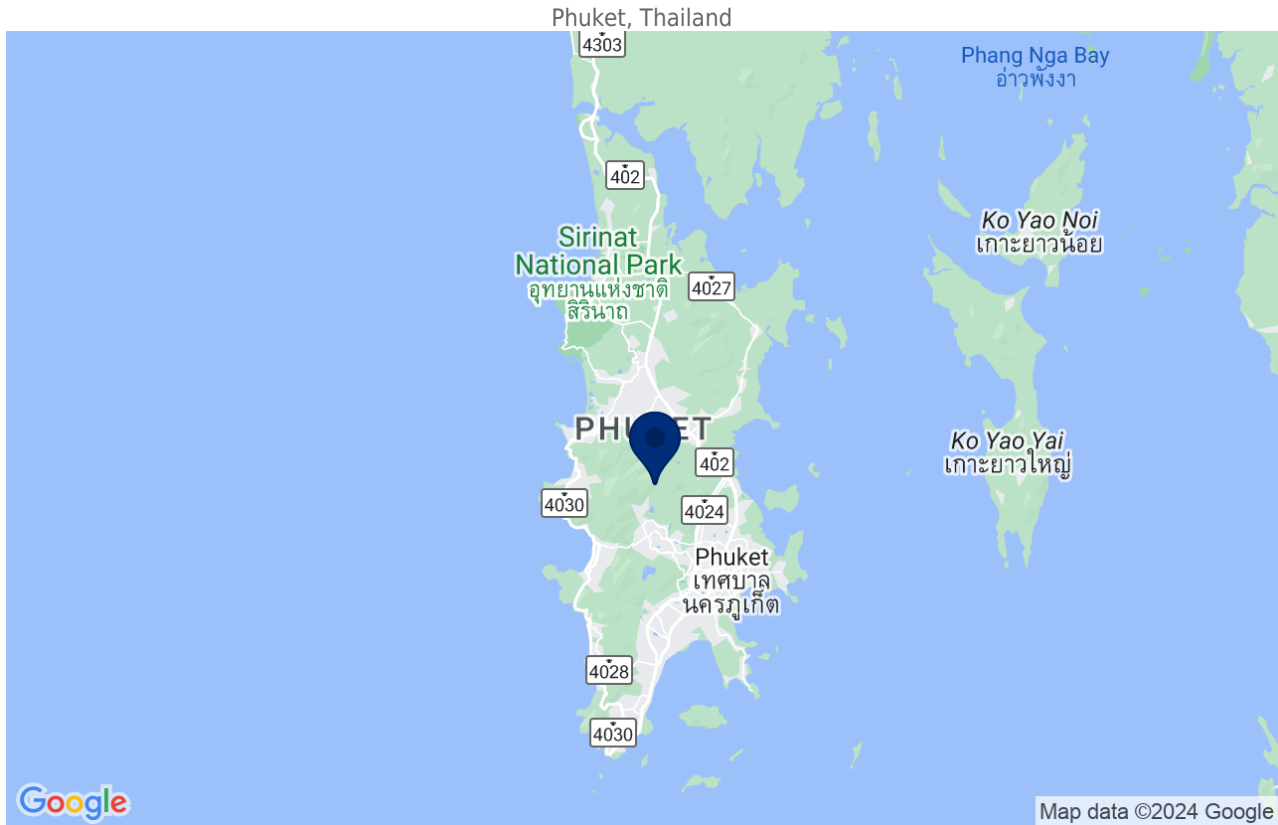 Phuket, Thailand
4303
Phang Nga Bay
อ่าวพังงา
402
Ko Yao Noi
เกาะยาวน้อย
Sirinat
National Park
อุทยานแห่งชาติ
สิรินาถ
4027
PHUKET
Ko Yao Yai
เกาะยาวใหญ่
402
4030
4024
Phuket
เทศบาล
นครภูเก็ต
4028
4030
Google
Map data ©2024 Google